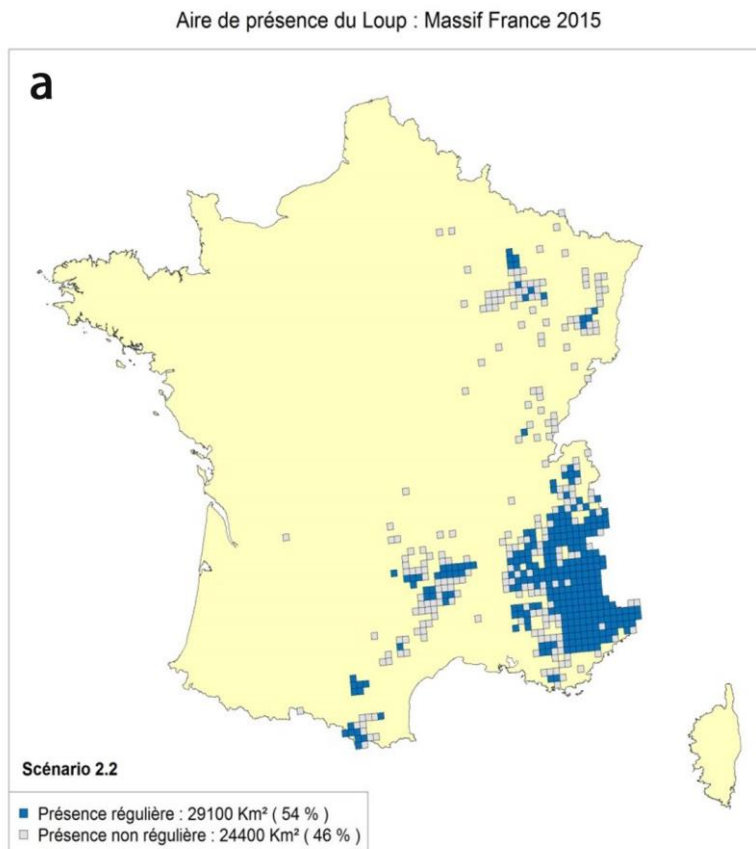 Aire de présence du Loup : Massif France 2015
a
Scénario 2.2
Présence régulière : 29100 Km² ( 54 % )
Présence non régulière : 24400 Km² ( 46 % )